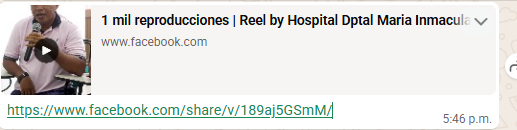 1 mil reproducciones | Reel by Hospital Dptal Maria Inmacula
www.facebook.com
https://www.facebook.com/share/v/189aj5GSmM/
5:46 p.m.